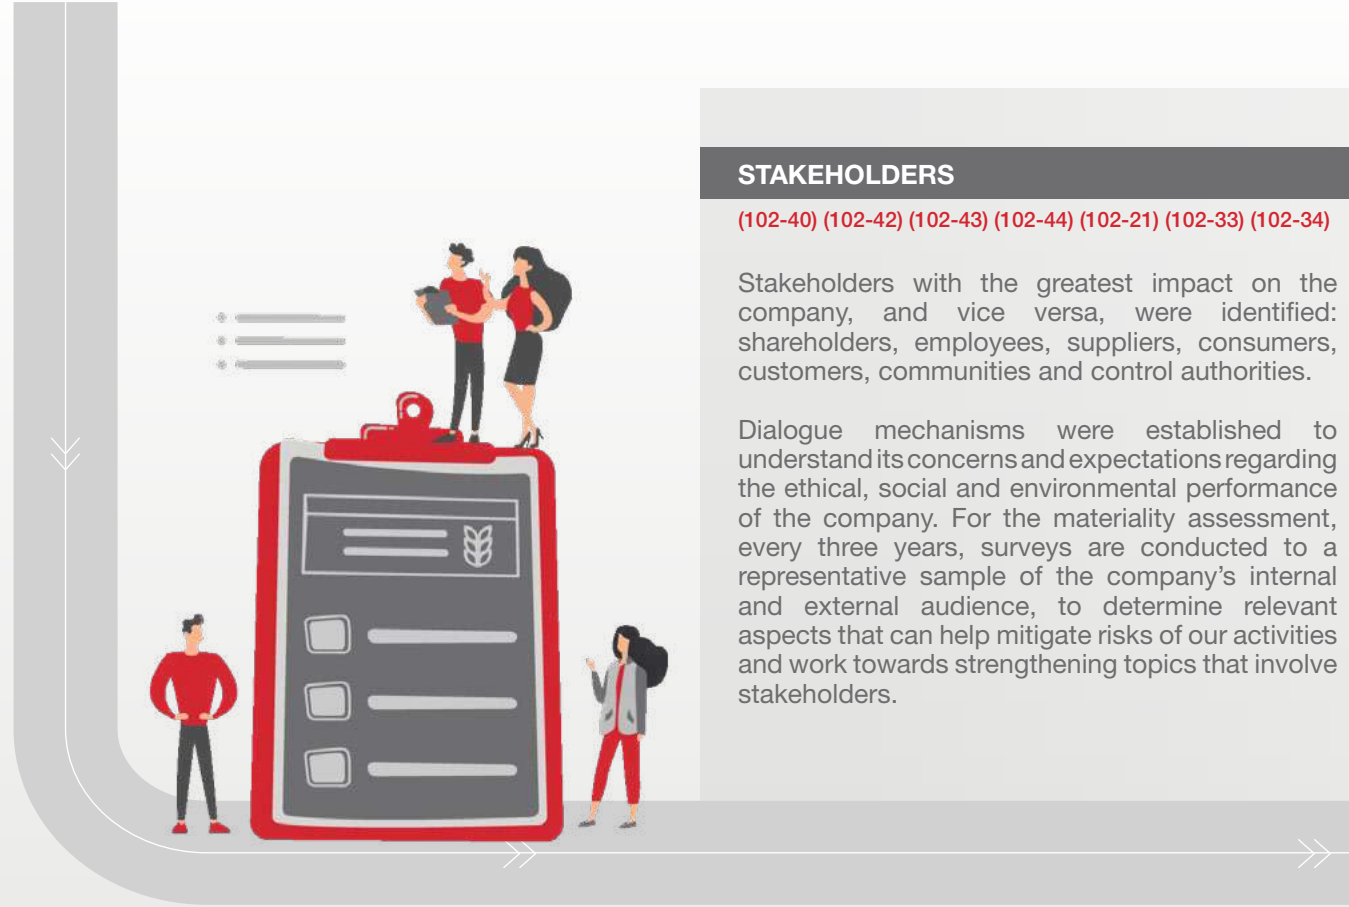 STAKEHOLDERS
(102-40) (102-42) (102-43) (102-44) (102-21) (102-33) (102-34)
Stakeholders with the greatest impact on the
company, and vice versa, were identified:
shareholders, employees, suppliers, consumers,
customers, communities and control authorities.
Dialogue mechanisms were established to
understand its concerns and expectations regarding
the ethical, social and environmental performance
of the company. For the materiality assessment,
every three years, surveys are conducted to a
representative sample of the company's internal
and external audience, to determine relevant
aspects that can help mitigate risks of our activities
and work towards strengthening topics that involve
stakeholders.